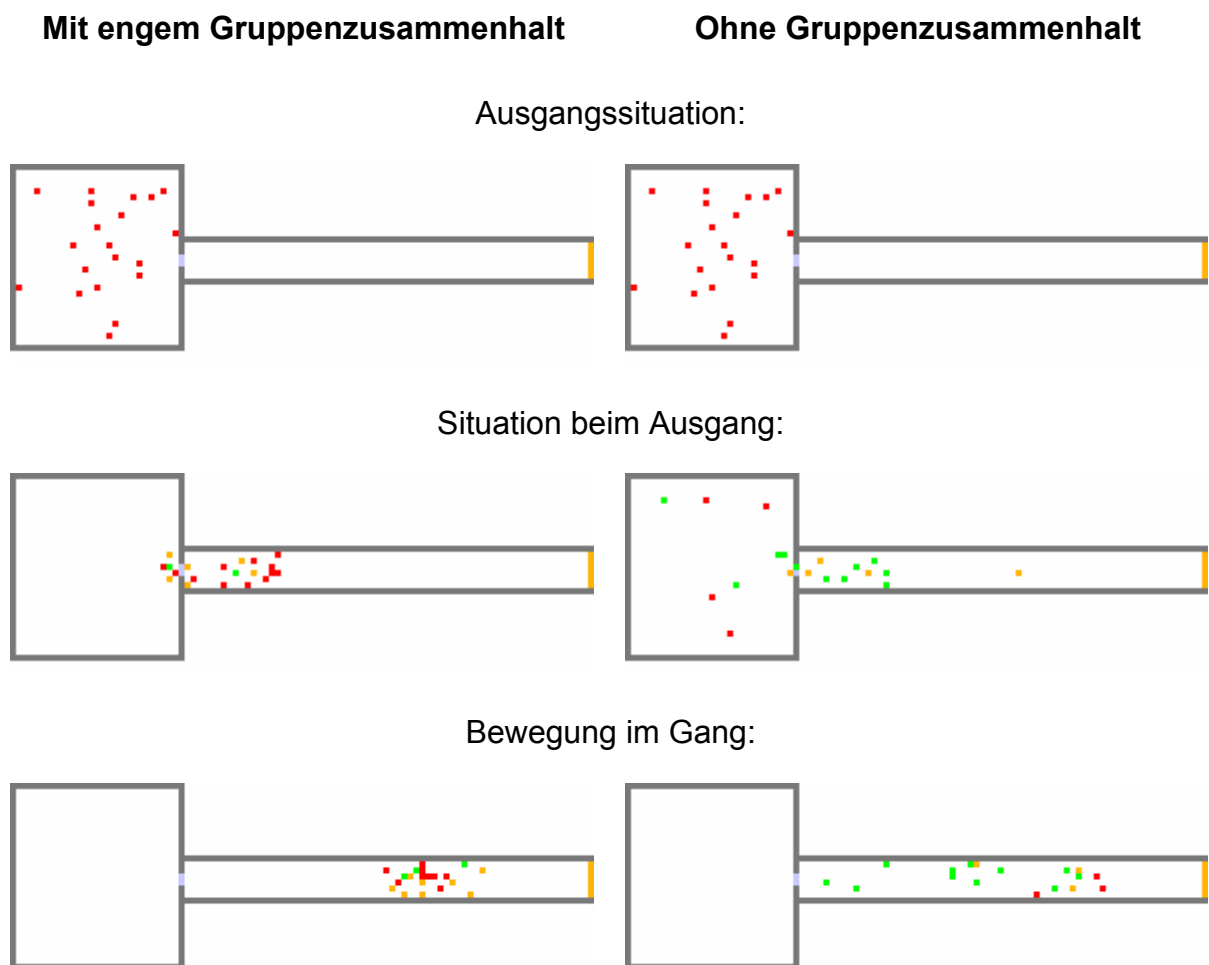 Mit engem Gruppenzusammenhalt
Ohne Gruppenzusammenhalt
Ausgangssituation:
Situation beim Ausgang:
Bewegung im Gang: